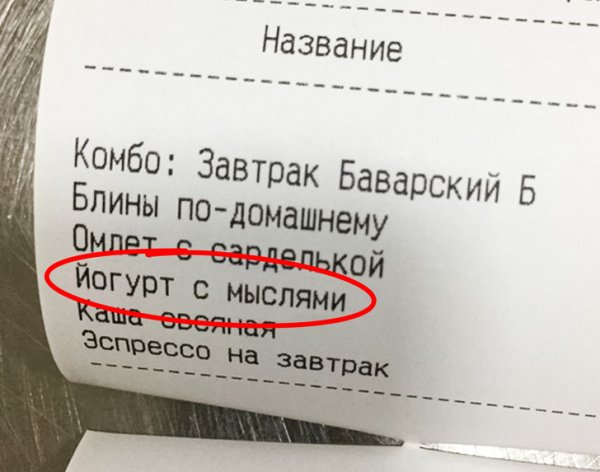 Название
Комбо: Завтрак Баварский Б
Блины по-домашнему
Омлет с сарделькой
Йогурт с мыслями
Каша овсяная
Эспрессо на завтрак